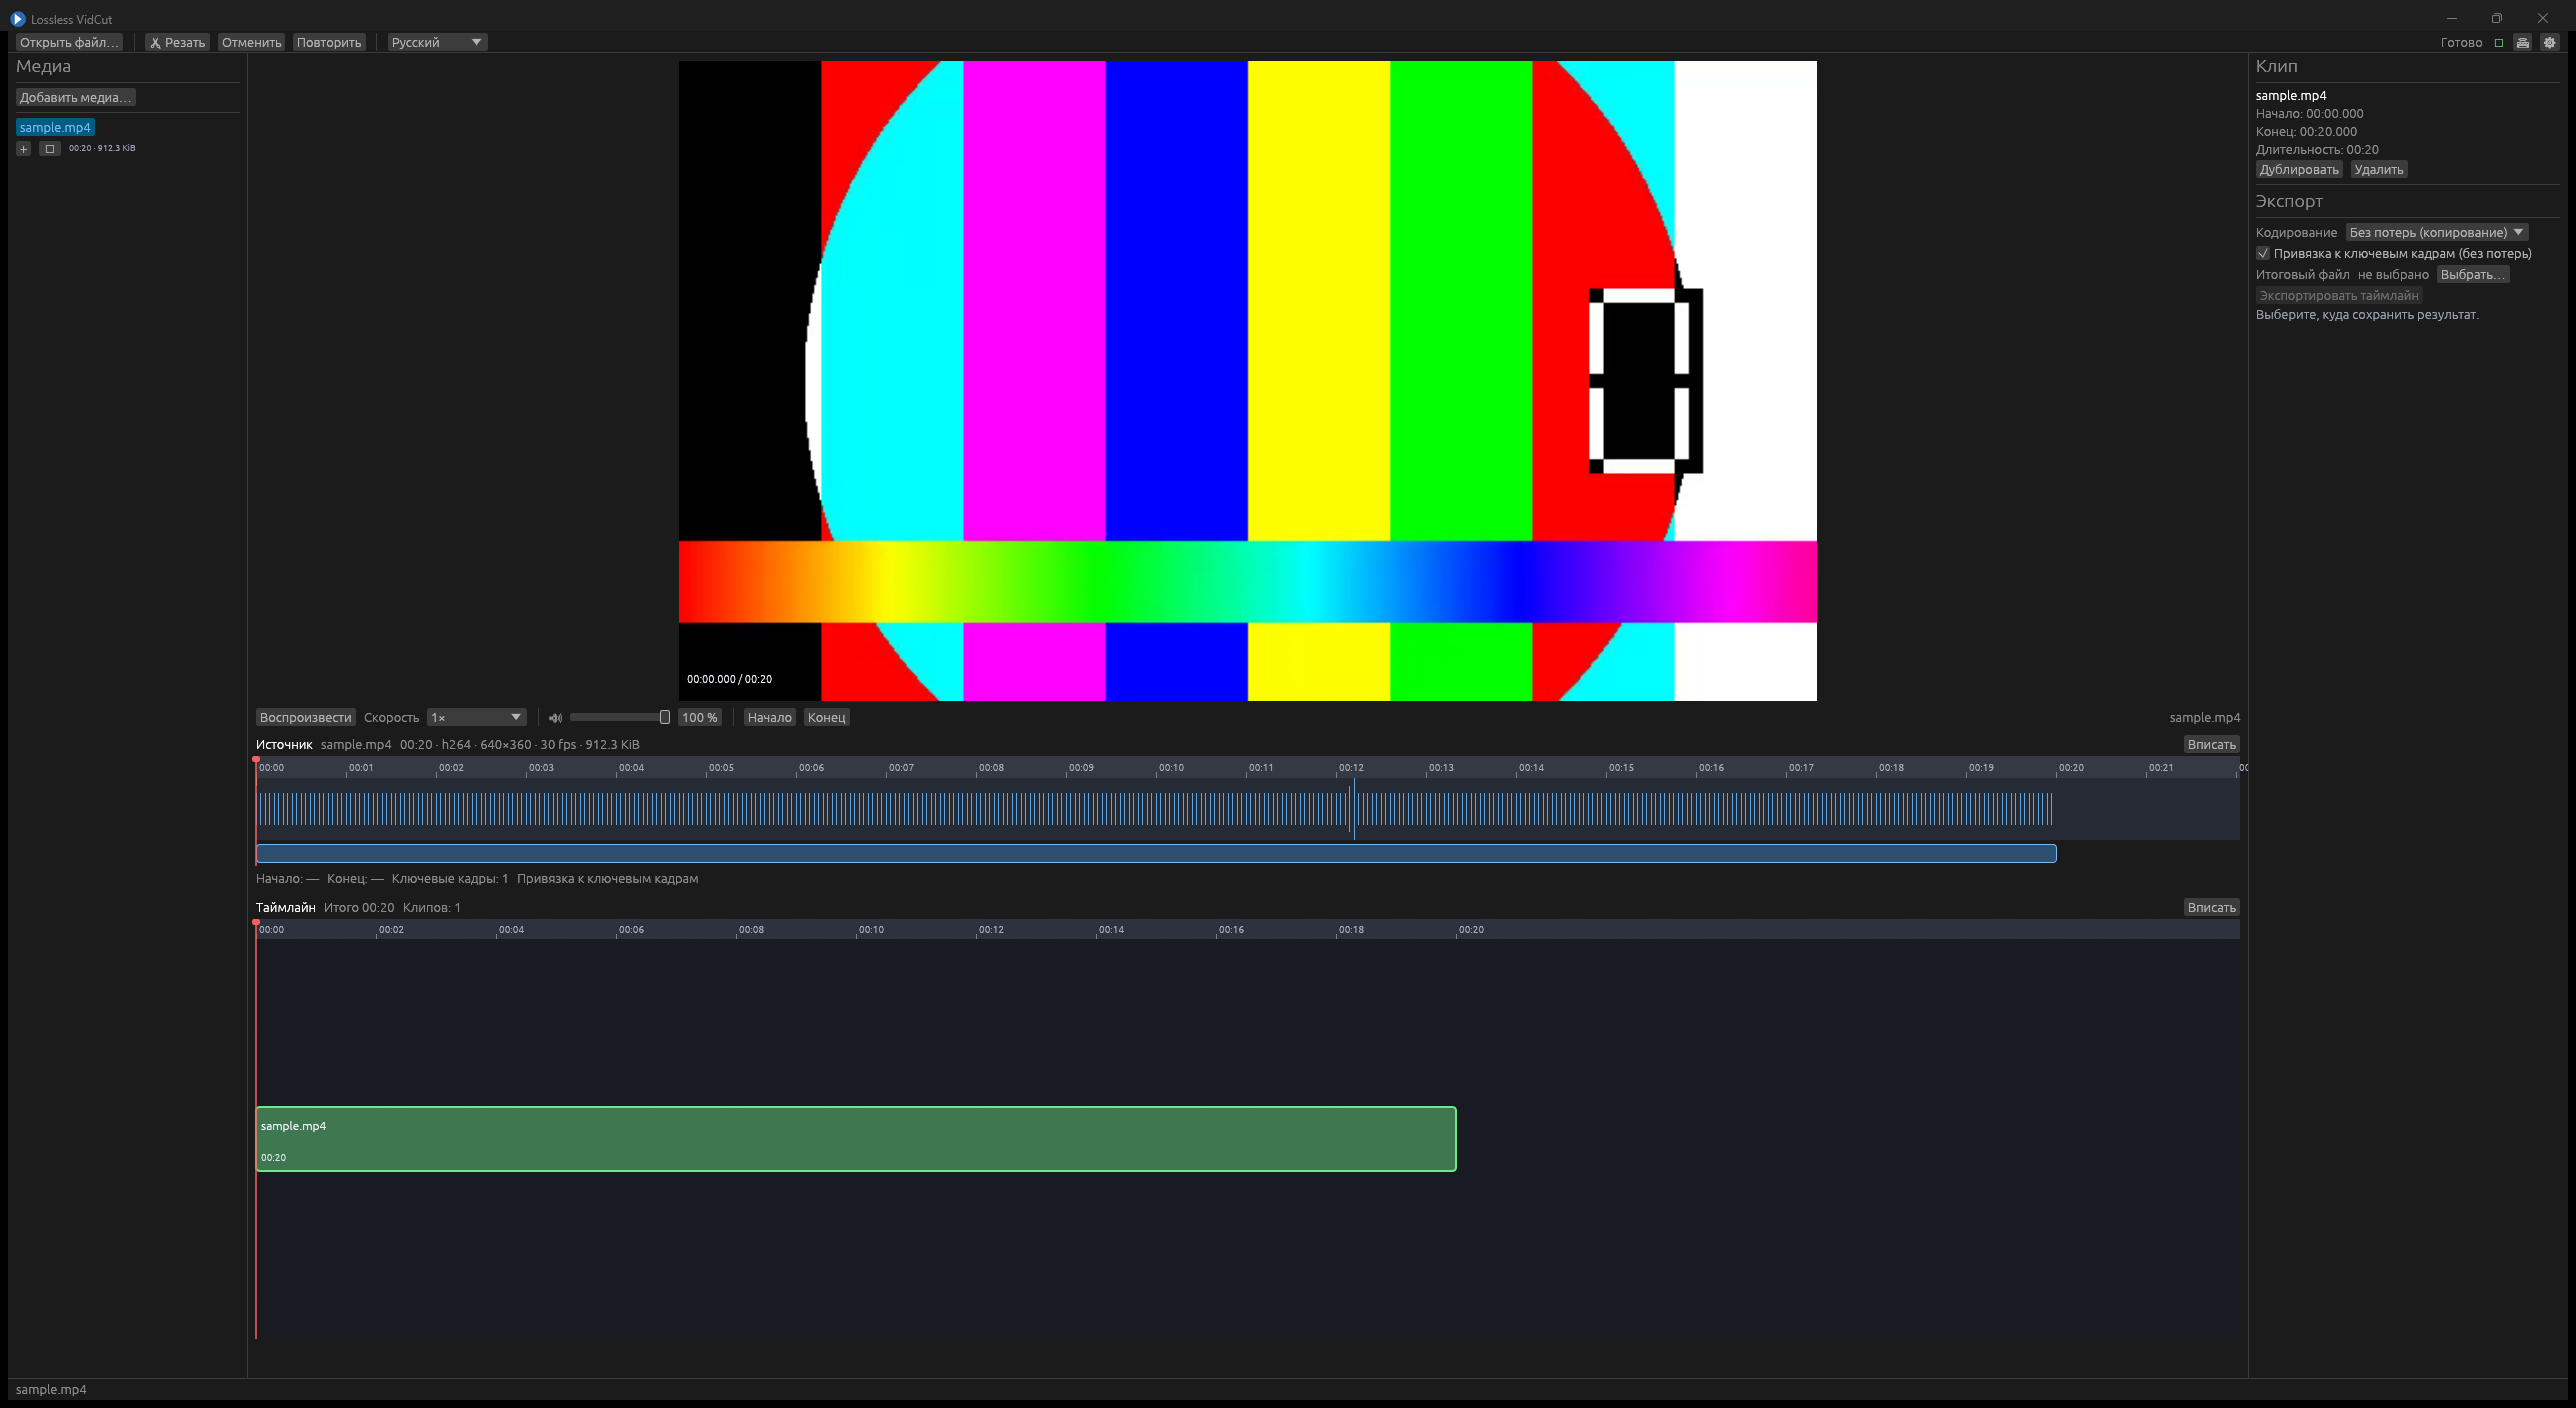 Lossless VidCut
Открыть файл… Резать Отменить Повторить Русский Готово
Медиа
Добавить медиа…
sample.mp4
+ 00:20 · 912.3 KiB
00:00.000 / 00:20
Воспроизвести Скорость 1× 100 % Начало Конец sample.mp4
Источник sample.mp4 00:20 · h264 · 640×360 · 30 fps · 912.3 KiB Вписать
00:00 00:01 00:02 00:03 00:04 00:05 00:06 00:07 00:08 00:09 00:10 00:11 00:12 00:13 00:14 00:15 00:16 00:17 00:18 00:19 00:20 00:21
Начало: — Конец: — Ключевые кадры: 1 Привязка к ключевым кадрам
Таймлайн Итого 00:20 Клипов: 1 Вписать
00:00 00:02 00:04 00:06 00:08 00:10 00:12 00:14 00:16 00:18 00:20
sample.mp4
00:20
Клип
sample.mp4
Начало: 00:00.000
Конец: 00:20.000
Длительность: 00:20
Дублировать Удалить
Экспорт
Кодирование Без потерь (копирование)
Привязка к ключевым кадрам (без потерь)
Итоговый файл не выбрано Выбрать…
Экспортировать таймлайн
Выберите, куда сохранить результат.
sample.mp4